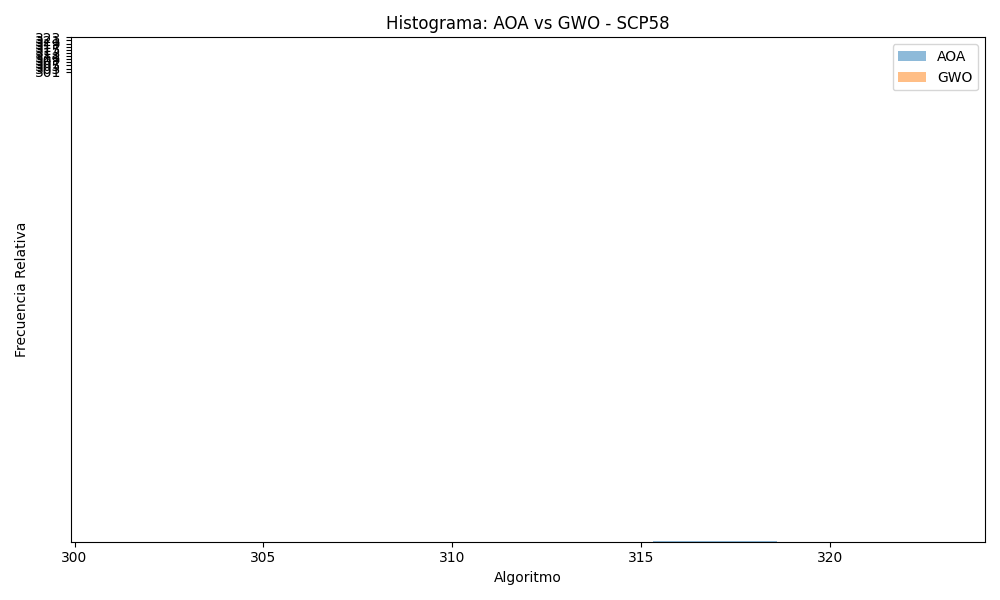 Histograma: AOA vs GWO - SCP58
323
301
AOA
GWO
Frecuencia Relativa
300 305 310 315 320
Algoritmo